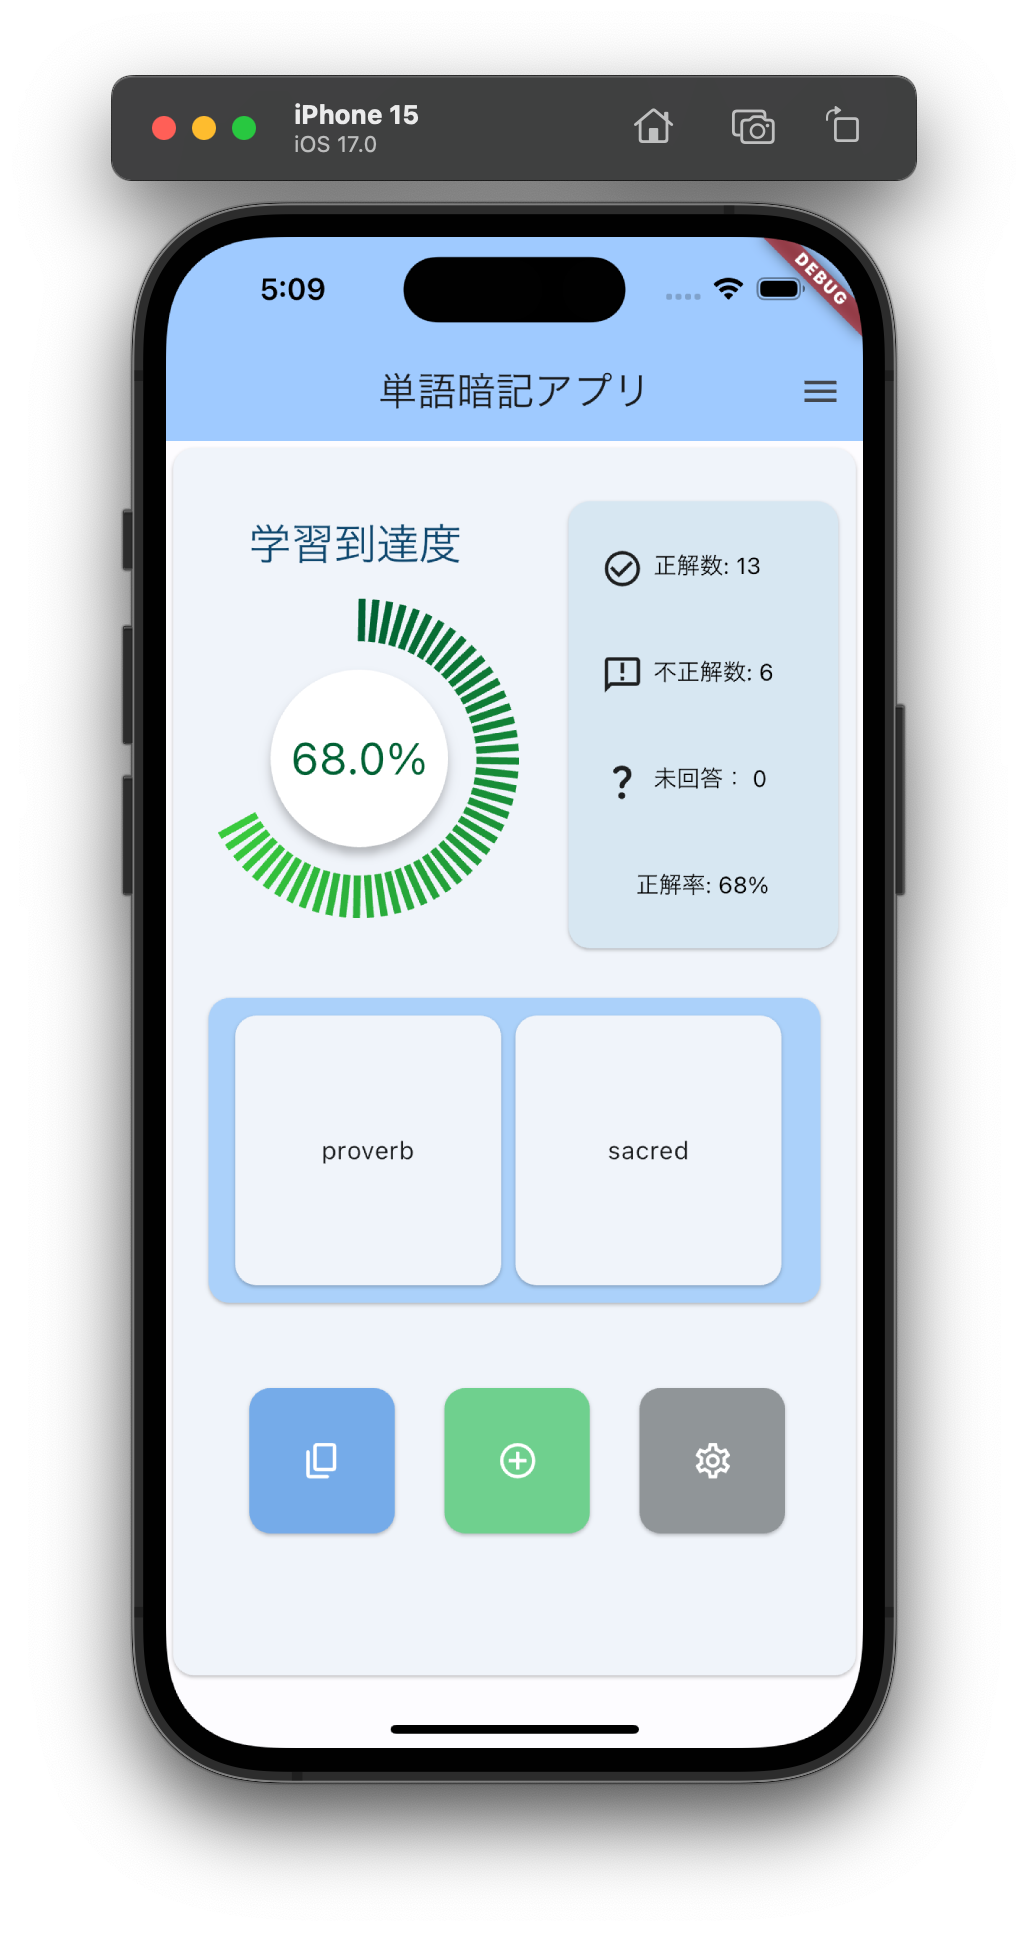 iPhone 15
iOS 17.0
5:09
DEBUG
単語暗記アプリ
学習到達度
68.0%
正解数: 13
不正解数: 6
未回答： 0
正解率: 68%
proverb
sacred